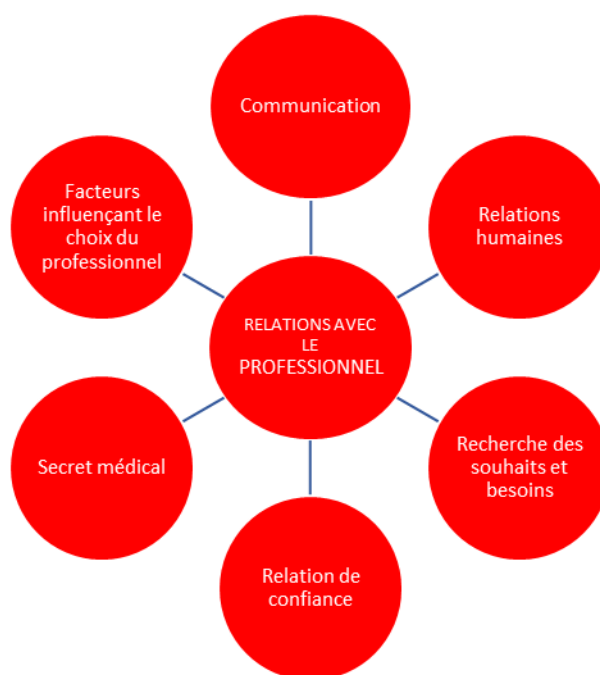 Communication
Facteurs
influençant le
choix du
professionnel
Relations
humaines
RELATIONS AVEC
LE
PROFESSIONNEL
Secret médical
Recherche des
souhaits et
besoins
Relation de
confiance